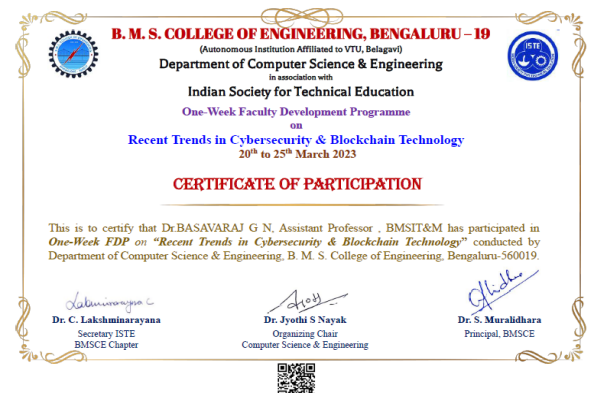 B. M. S. COLLEGE OF ENGINEERING, BENGALURU – 19
(Autonomous Institution Affiliated to VTU, Belagavi)
Department of Computer Science & Engineering
in association with
Indian Society for Technical Education
One-Week Faculty Development Programme
on
Recent Trends in Cybersecurity & Blockchain Technology
20th to 25th March 2023
CERTIFICATE OF PARTICIPATION
This is to certify that Dr.BASAVARAJ G N, Assistant Professor , BMSIT&M has participated in
One-Week FDP on “Recent Trends in Cybersecurity & Blockchain Technology” conducted by
Department of Computer Science & Engineering, B. M. S. College of Engineering, Bengaluru-560019.
Dr. C. Lakshminarayana
Secretary ISTE
BMSCE Chapter
Dr. Jyothi S Nayak
Organizing Chair
Computer Science & Engineering
Dr. S. Muralidhara
Principal, BMSCE
ISTE